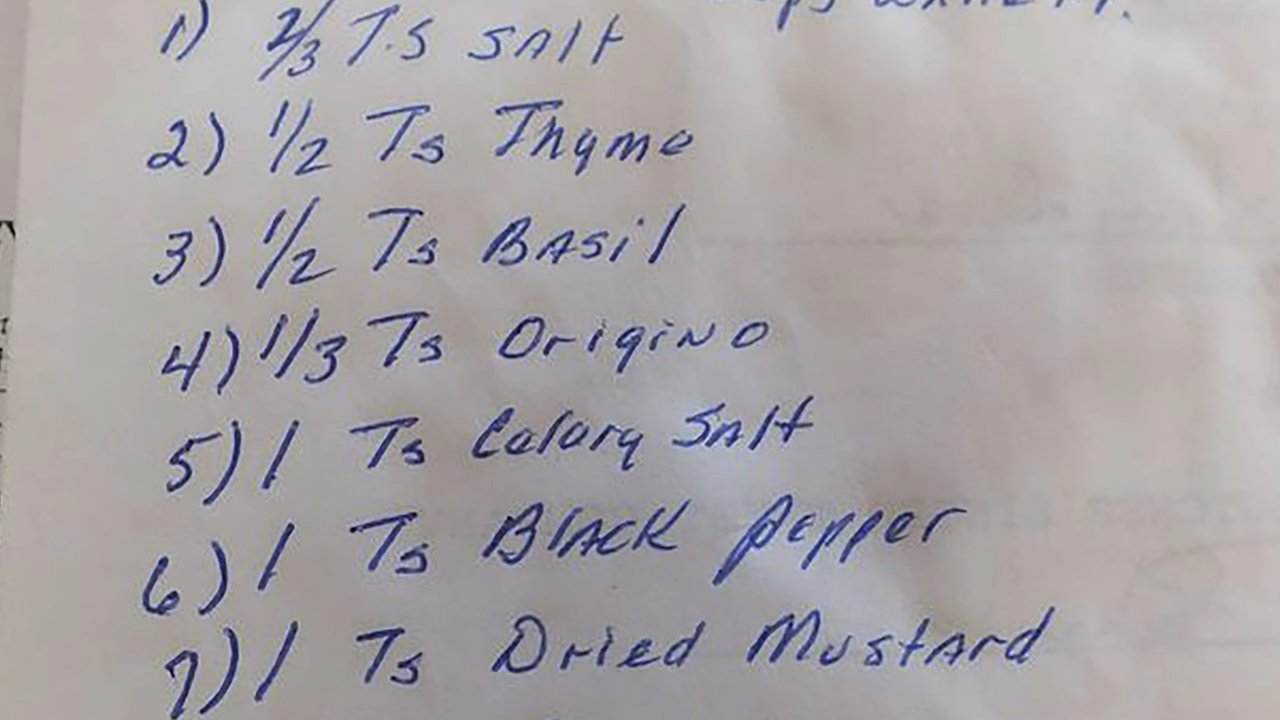 1) 2/3 T.S Salt
2) 1/2 Ts Thyme
3) 1/2 Ts Basil
4) 1/3 Ts Origino
5) 1 Ts Celary Salt
6) 1 Ts Black pepper
7) 1 Ts Dried Mustard